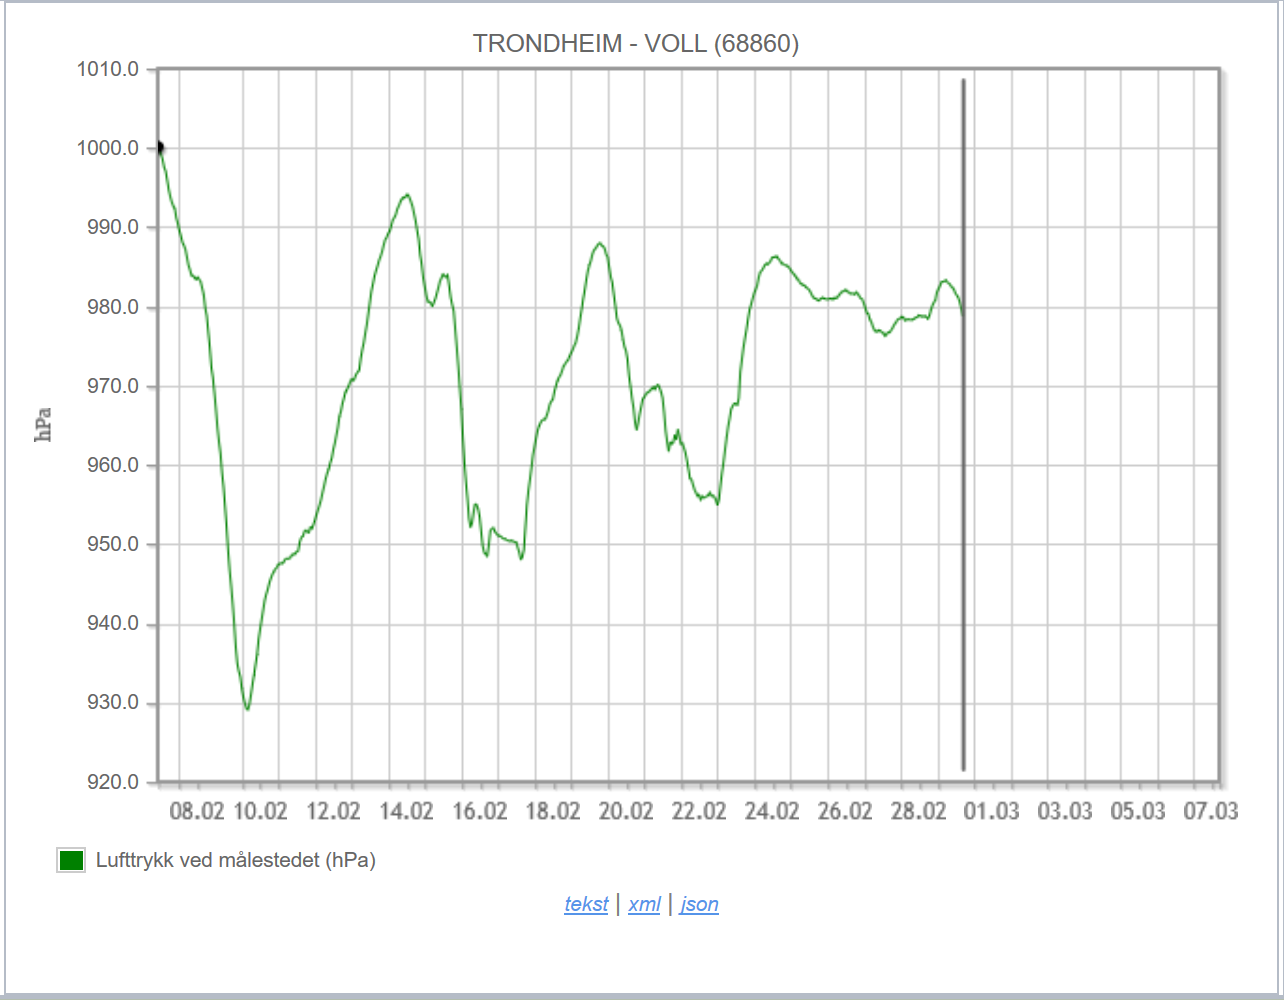 TRONDHEIM - VOLL (68860)
1010.0
1000.0
990.0
980.0
970.0
960.0
950.0
940.0
930.0
920.0
hPa
08.02 10.02 12.02 14.02 16.02 18.02 20.02 22.02 24.02 26.02 28.02 01.03 03.03 05.03 07.03
Lufttrykk ved målestedet (hPa)
tekst | xml | json